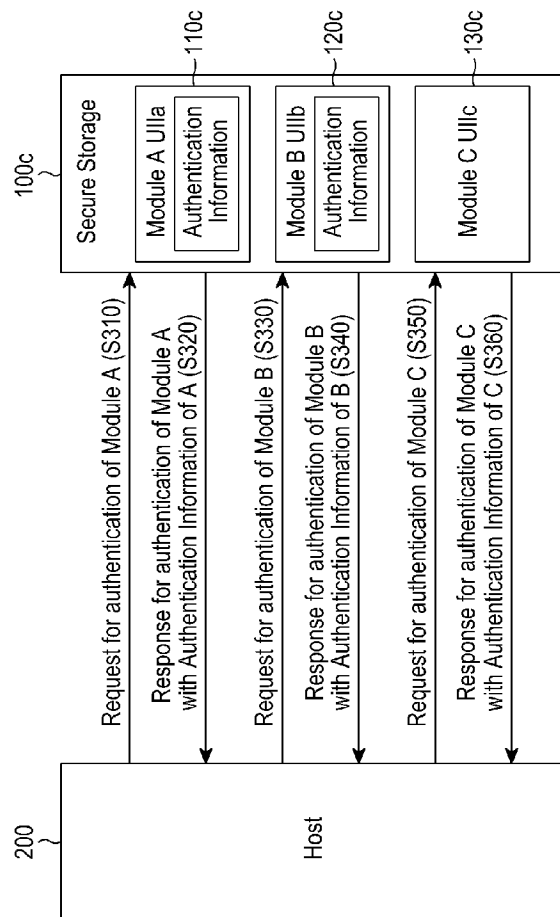 200
Host
Request for authentication of Module A (S310)
Response for authentication of Module A
with Authentication Information of A (S320)
Request for authentication of Module B (S330)
Response for authentication of Module B
with Authentication Information of B (S340)
Request for authentication of Module C (S350)
Response for authentication of Module C
with Authentication Information of C (S360)
100c
Secure Storage
Module A UIIa
Authentication
Information
110c
Module B UIIb
Authentication
Information
120c
Module C UIIc
130c